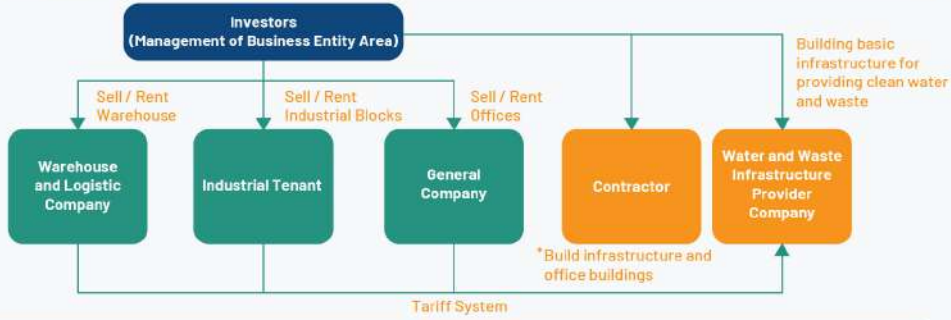 Investors
(Management of Business Entity Area)
Building basic
infrastructure for
providing clean water
and waste
Sell / Rent
Warehouse
Sell / Rent
Industrial Blocks
Sell / Rent
Offices
Warehouse
and Logistic
Company
Industrial Tenant
General
Company
Contractor
Water and Waste
Infrastructure
Provider
Company
*Build infrastructure and
office buildings
Tariff System